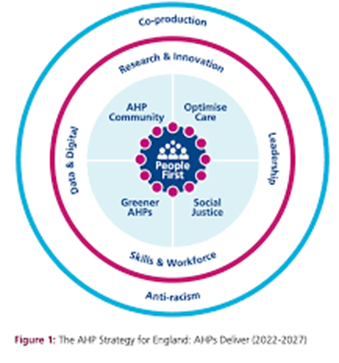 Co-production
Research & Innovation
AHP
Community
Optimise
Care
Data & Digital
People
First
Leadership
Greener
AHPs
Social
Justice
Skills & Workforce
Anti-racism
Figure 1: The AHP Strategy for England: AHPs Deliver (2022-2027)